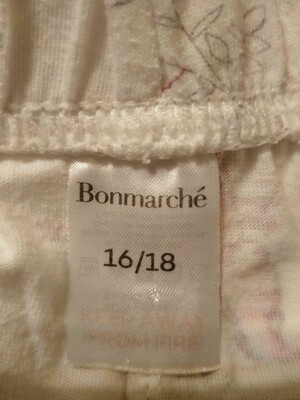 Bonmarché
16/18
KEEP AWAY
FROM FIRE